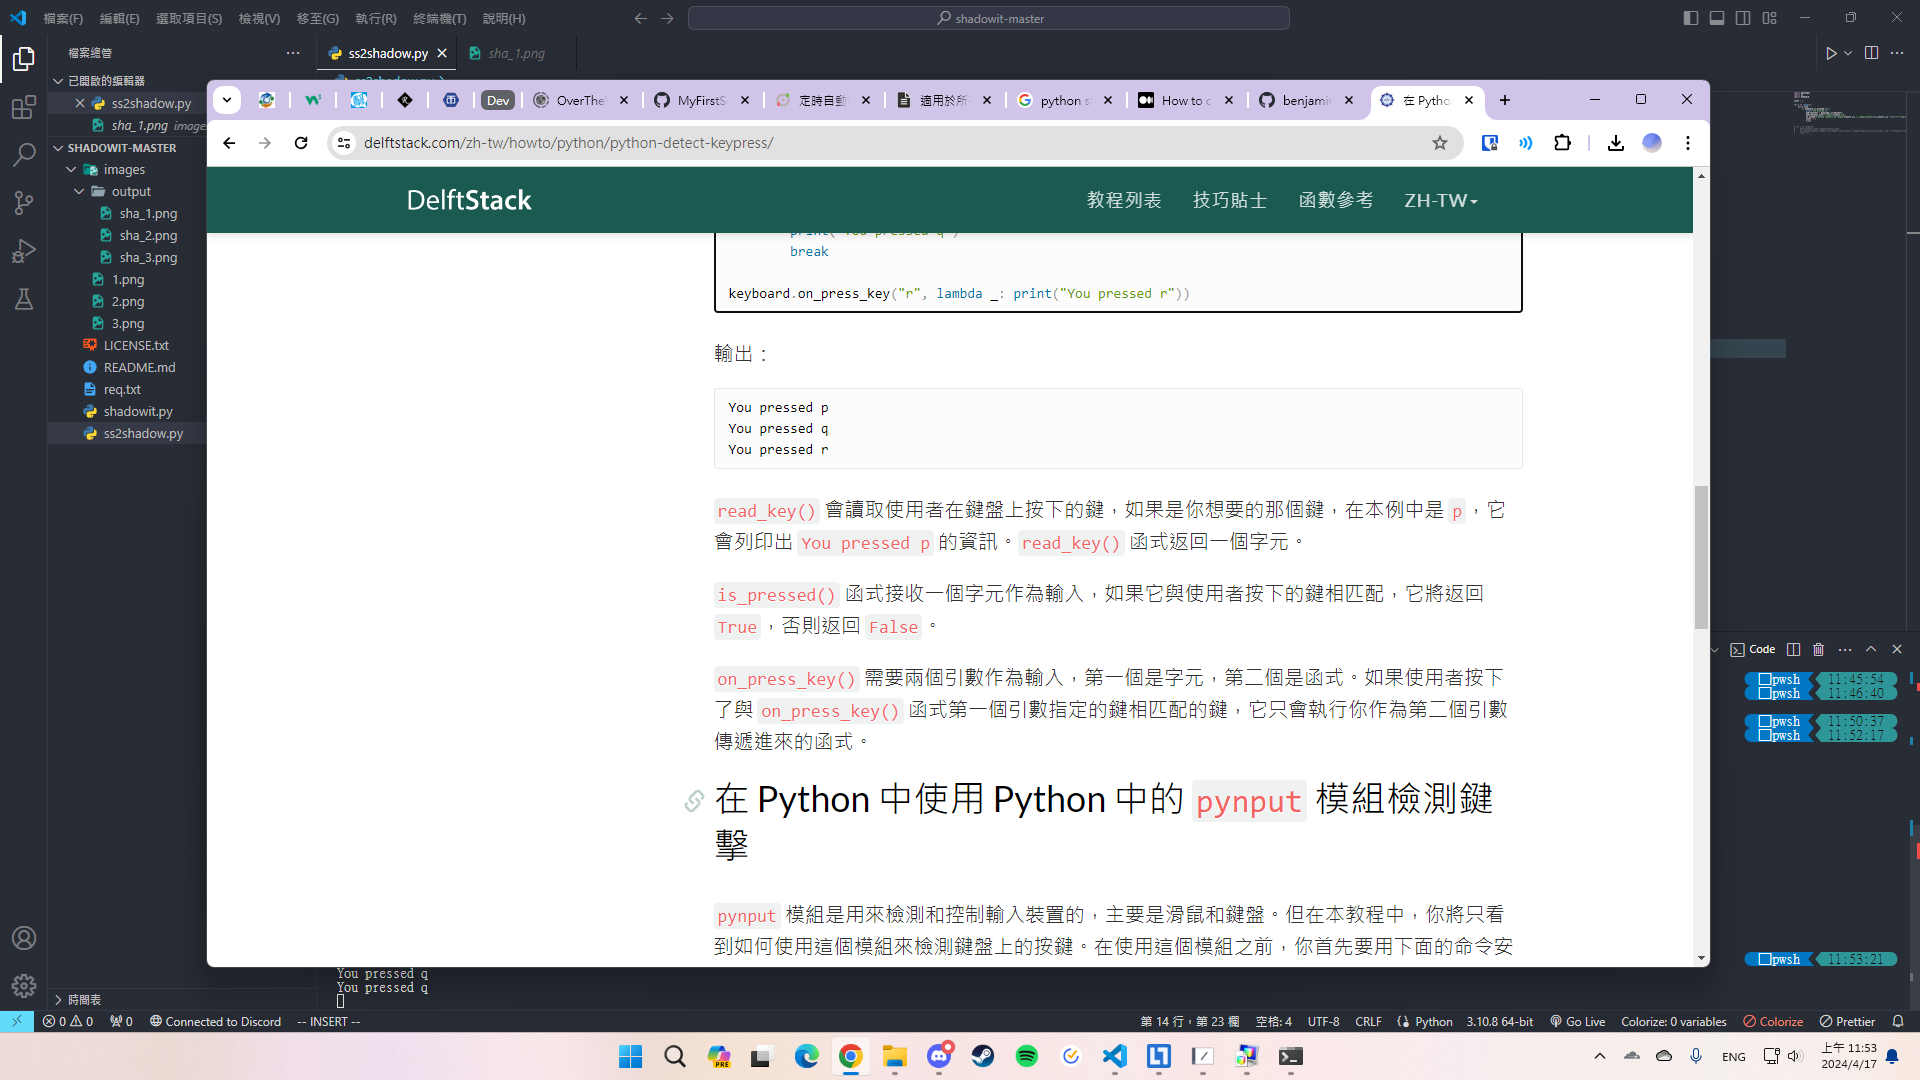 檔案(F) 編輯(E) 選取項目(S) 檢視(V) 移至(G) 執行(R) 終端機(T) 說明(H)
shadowit-master
檔案總管
ss2shadow.py
sha_1.png
已開啟的編輯器
ss2shadow.py
sha_1.png images
SHADOWIT-MASTER
images
output
sha_1.png
sha_2.png
sha_3.png
1.png
2.png
3.png
LICENSE.txt
README.md
req.txt
shadowit.py
ss2shadow.py
時間表
Dev
OverTheW
MyFirstS
定時自動
適用於所
python s
How to c
benjamin
在 Pytho
delftstack.com/zh-tw/howto/python/python-detect-keypress/
DelftStack
教程列表 技巧貼士 函數參考 ZH-TW
print("You pressed q")
break
keyboard.on_press_key("r", lambda _: print("You pressed r"))
輸出：
You pressed p
You pressed q
You pressed r
read_key() 會讀取使用者在鍵盤上按下的鍵，如果是你想要的那個鍵，在本例中是 p，它
會列印出 You pressed p 的資訊。read_key() 函式返回一個字元。
is_pressed() 函式接收一個字元作為輸入，如果它與使用者按下的鍵相匹配，它將返回
True，否則返回 False。
on_press_key() 需要兩個引數作為輸入，第一個是字元，第二個是函式。如果使用者按下
了與 on_press_key() 函式第一個引數指定的鍵相匹配的鍵，它只會執行你作為第二個引數
傳遞進來的函式。
在 Python 中使用 Python 中的 pynput 模組檢測鍵
擊
pynput 模組是用來檢測和控制輸入裝置的，主要是滑鼠和鍵盤。但在本教程中，你將只看
到如何使用這個模組來檢測鍵盤上的按鍵。在使用這個模組之前，你首先要用下面的命令安
Code
pwsh 11:45:54
pwsh 11:46:40
pwsh 11:50:37
pwsh 11:52:17
pwsh 11:53:21
You pressed q
You pressed q
0 0 0 Connected to Discord -- INSERT --
第 14 行，第 23 欄 空格: 4 UTF-8 CRLF Python 3.10.8 64-bit Go Live Colorize: 0 variables Colorize Prettier
PRE
ENG
上午 11:53
2024/4/17